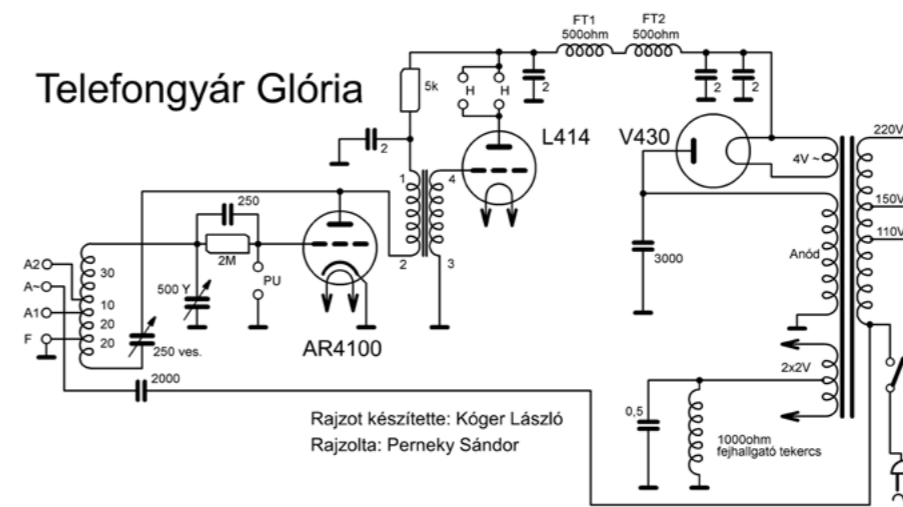 Telefongyár Glória
FT1
500ohm
FT2
500ohm
5k
H
H
2
2
2
2
L414
V430
220V
4V ~
150V
110V
1
4
250
2M
PU
2
3
3000
Anód
A2
A~
A1
F
30
10
20
20
500 Y
250 ves.
AR4100
2000
2x2V
0,5
1000ohm
fejhallgató tekercs
Rajzot készítette: Kóger László
Rajzolta: Perneky Sándor